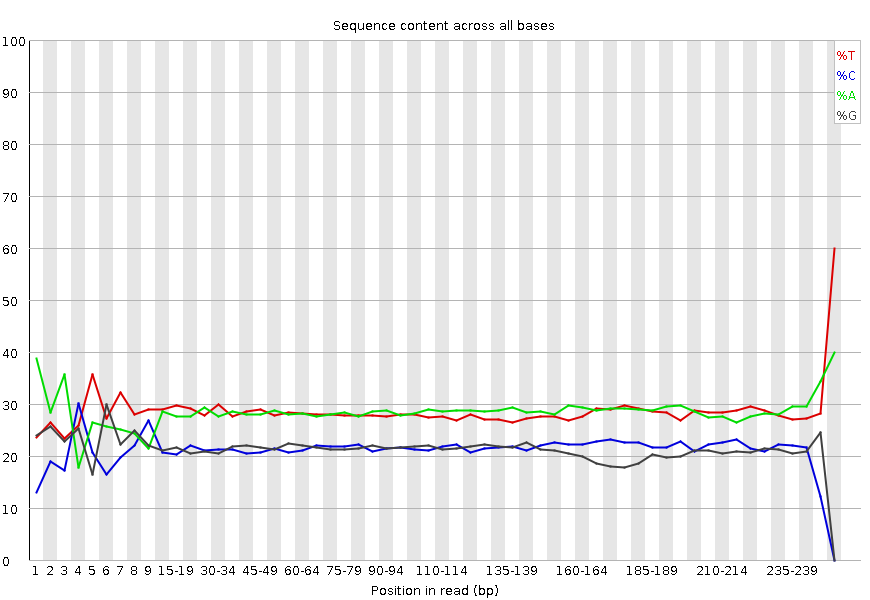 Sequence content across all bases
100
90
80
70
60
50
40
30
20
10
0
%T
%C
%A
%G
1 2 3 4 5 6 7 8 9 15-19 30-34 45-49 60-64 75-79 90-94 110-114 135-139 160-164 185-189 210-214 235-239
Position in read (bp)